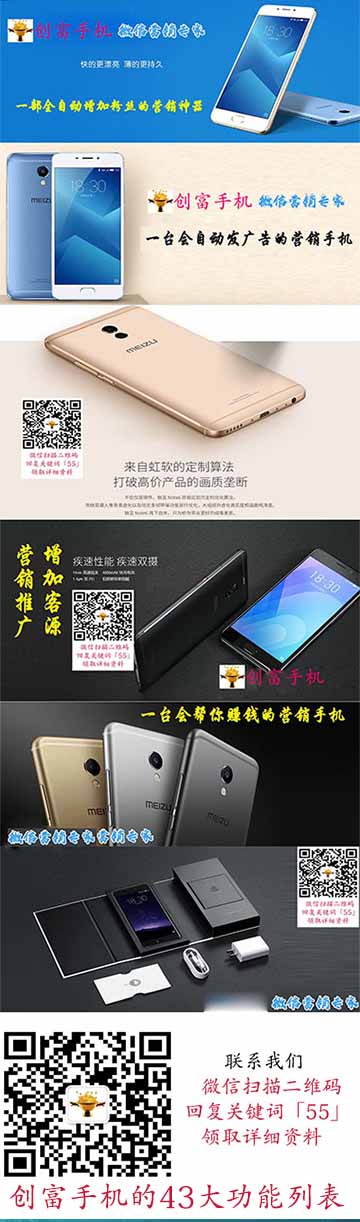 创富手机 微信营销专家
快的更漂亮 薄的更持久
一部全自动增加粉丝的营销神器
18:30
MEIZU
18:30
创富手机 微信营销专家
一台会自动发广告的营销手机
MEIZU
微信扫描二维码
回复关键词「55」
领取详细资料
来自虹软的定制算法
打破高价产品的画质垄断
增加客源
营销推广
疾速性能 疾速双摄
微信扫描二维码
回复关键词「55」
领取详细资料
18:30
创富手机
一台会帮你赚钱的营销手机
MEIZU
MEIZU
MEIZU
微信营销专家营销专家
微信扫描二维码
回复关键词「55」
领取详细资料
微信营销专家
联系我们
微信扫描二维码
回复关键词「55」
领取详细资料
创富手机的43大功能列表